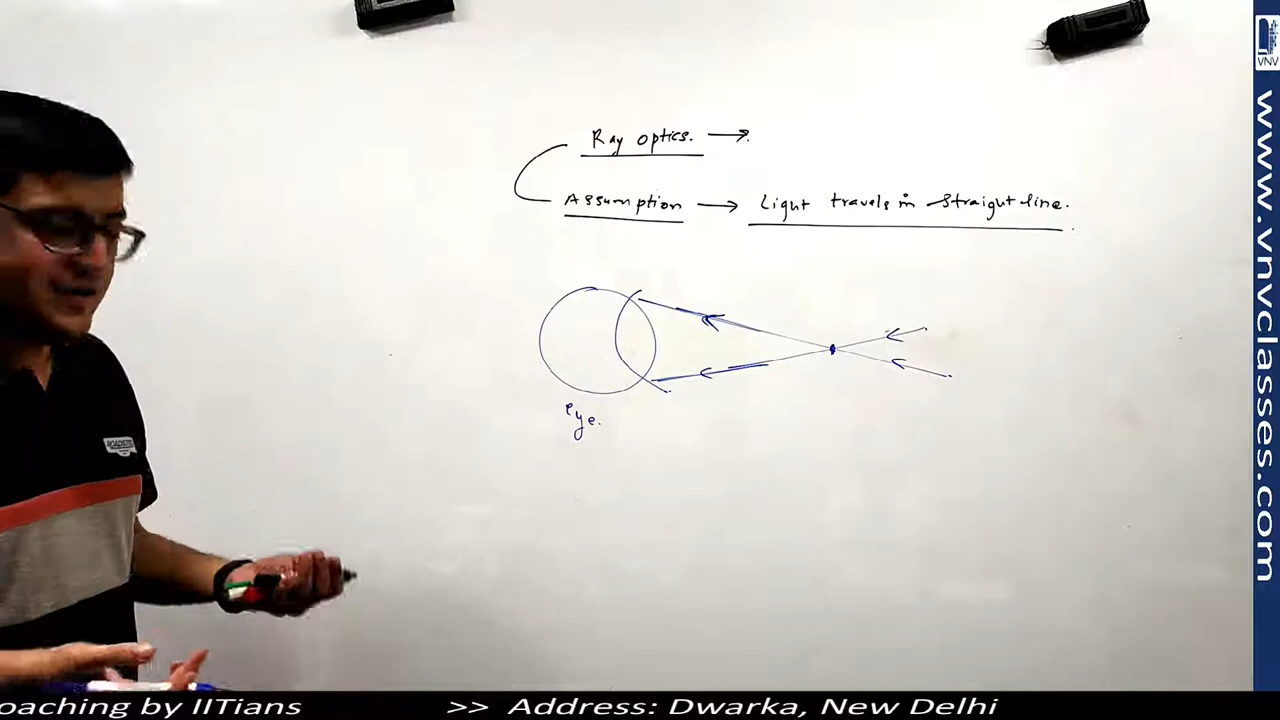 Ray optics. →
Assumption → Light travels in straight line.
eye.
VNV
www.vnvclasses.com
oaching by IITians >> Address: Dwarka, New Delhi